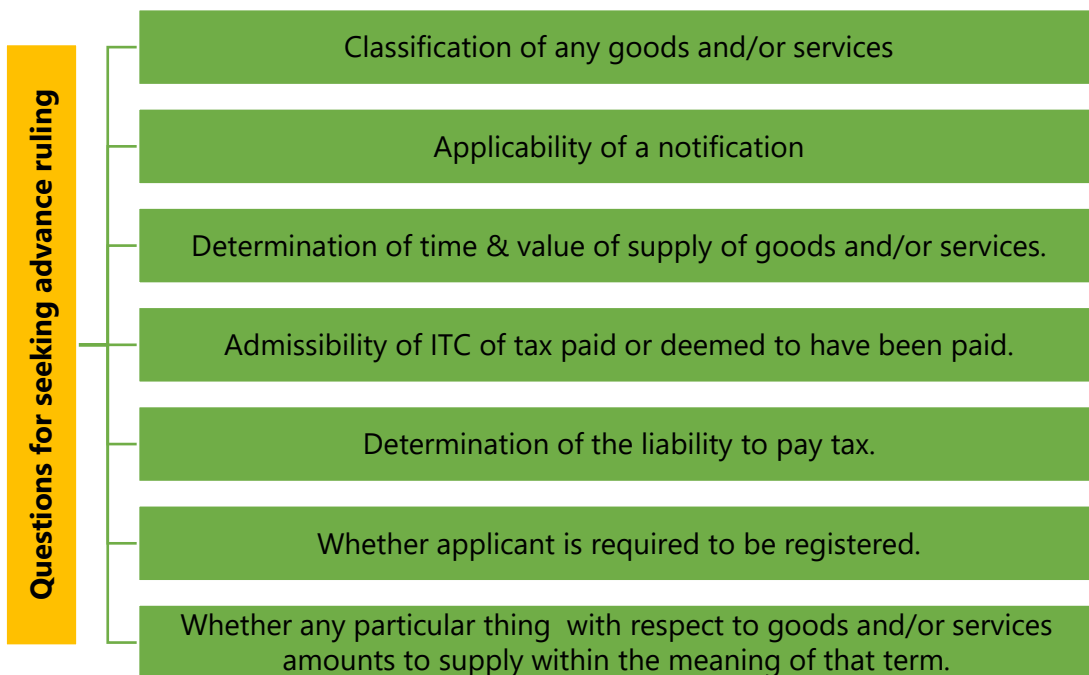 Questions for seeking advance ruling
Classification of any goods and/or services
Applicability of a notification
Determination of time & value of supply of goods and/or services.
Admissibility of ITC of tax paid or deemed to have been paid.
Determination of the liability to pay tax.
Whether applicant is required to be registered.
Whether any particular thing with respect to goods and/or services
amounts to supply within the meaning of that term.